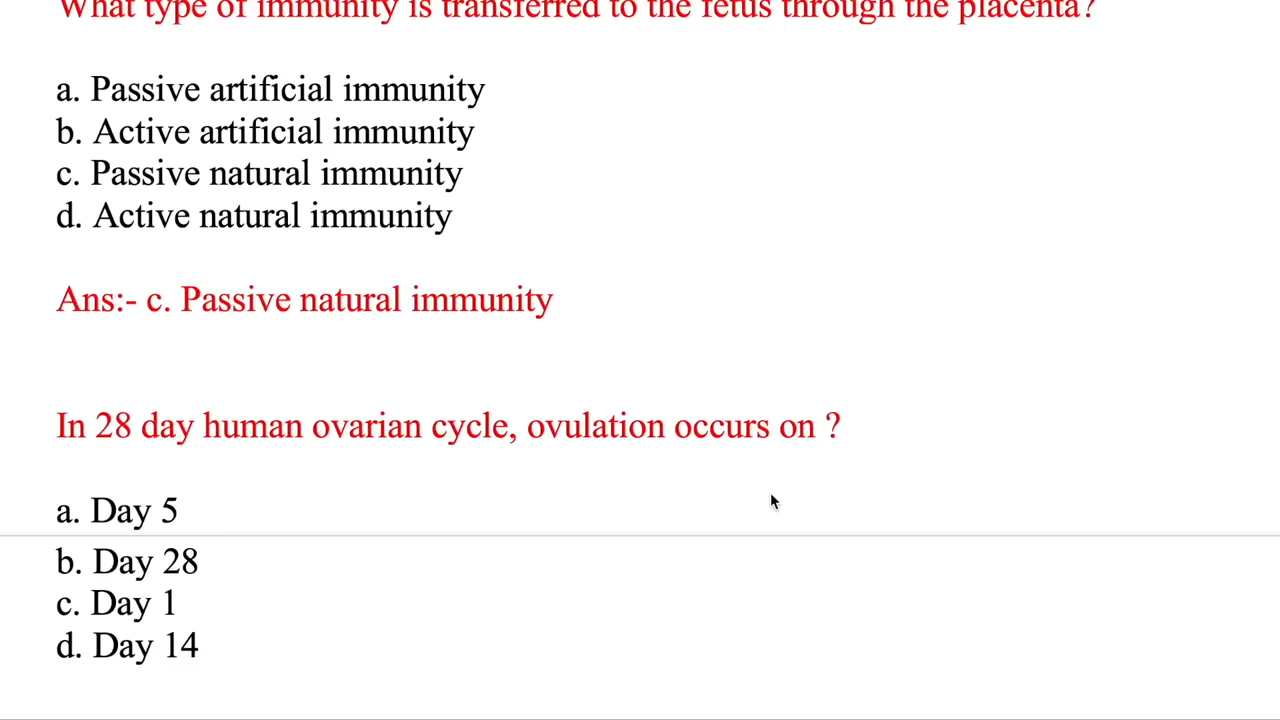 What type of immunity is transferred to the fetus through the placenta?
a. Passive artificial immunity
b. Active artificial immunity
c. Passive natural immunity
d. Active natural immunity
Ans:- c. Passive natural immunity
In 28 day human ovarian cycle, ovulation occurs on ?
a. Day 5
b. Day 28
c. Day 1
d. Day 14